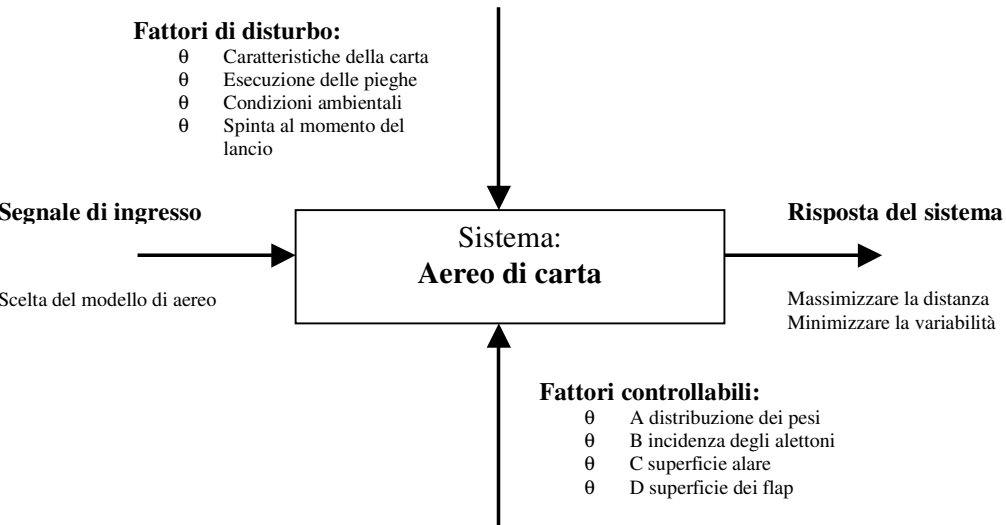 Fattori di disturbo:
θ Caratteristiche della carta
θ Esecuzione delle pieghe
θ Condizioni ambientali
θ Spinta al momento del
lancio
Segnale di ingresso
Scelta del modello di aereo
Sistema:
Aereo di carta
Risposta del sistema
Massimizzare la distanza
Minimizzare la variabilità
Fattori controllabili:
θ A distribuzione dei pesi
θ B incidenza degli alettoni
θ C superficie alare
θ D superficie dei flap